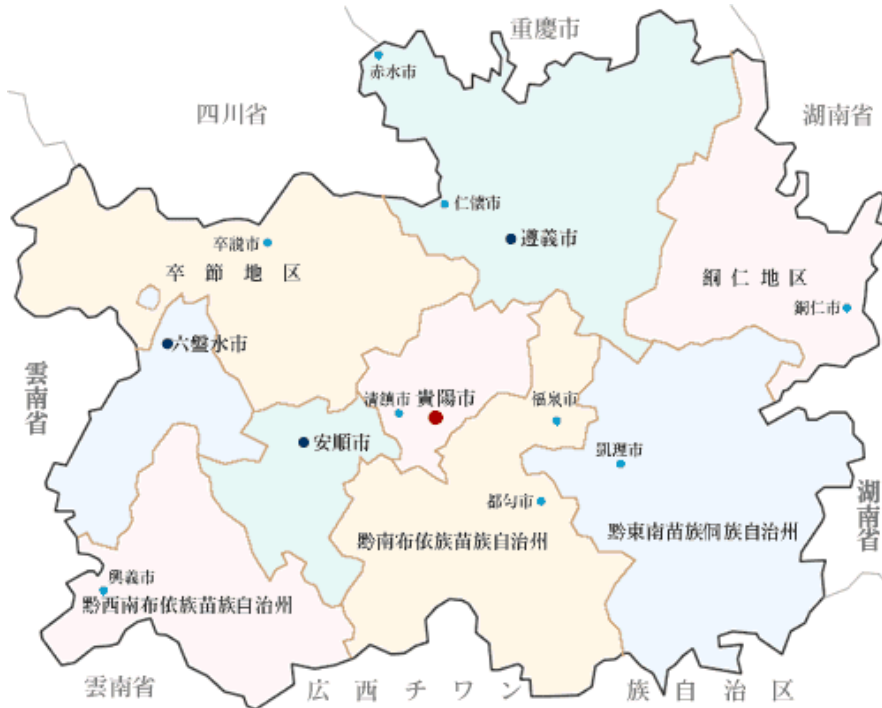 重慶市
赤水市
四川省
湖南省
仁懐市
遵義市
卒説市
卒節地区
銅仁地区
銅仁市
六盤水市
雲南省
清鎮市
貴陽市
福泉市
安順市
凱理市
湖南省
都勻市
黔南布依族苗族自治州
黔東南苗族侗族自治州
興義市
黔西南布依族苗族自治州
雲南省
広西チワン族自治区